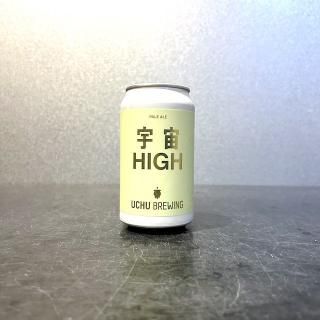 PALE ALE
宇宙
HIGH
UCHU BREWING